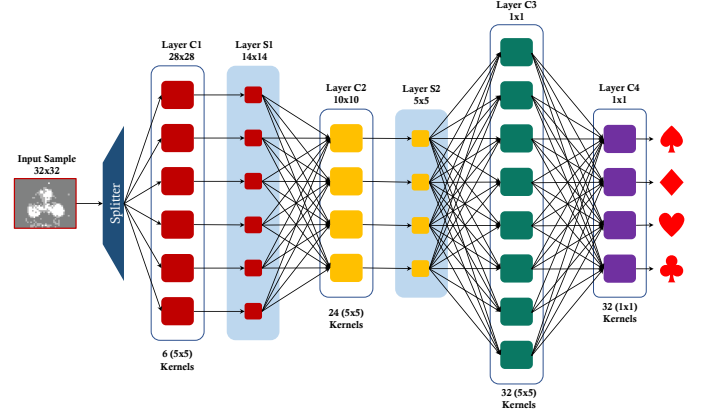 Input Sample
32x32
Splitter
Layer C1
28x28
6 (5x5)
Kernels
Layer S1
14x14
Layer C2
10x10
24 (5x5)
Kernels
Layer S2
5x5
Layer C3
1x1
32 (5x5)
Kernels
Layer C4
1x1
32 (1x1)
Kernels